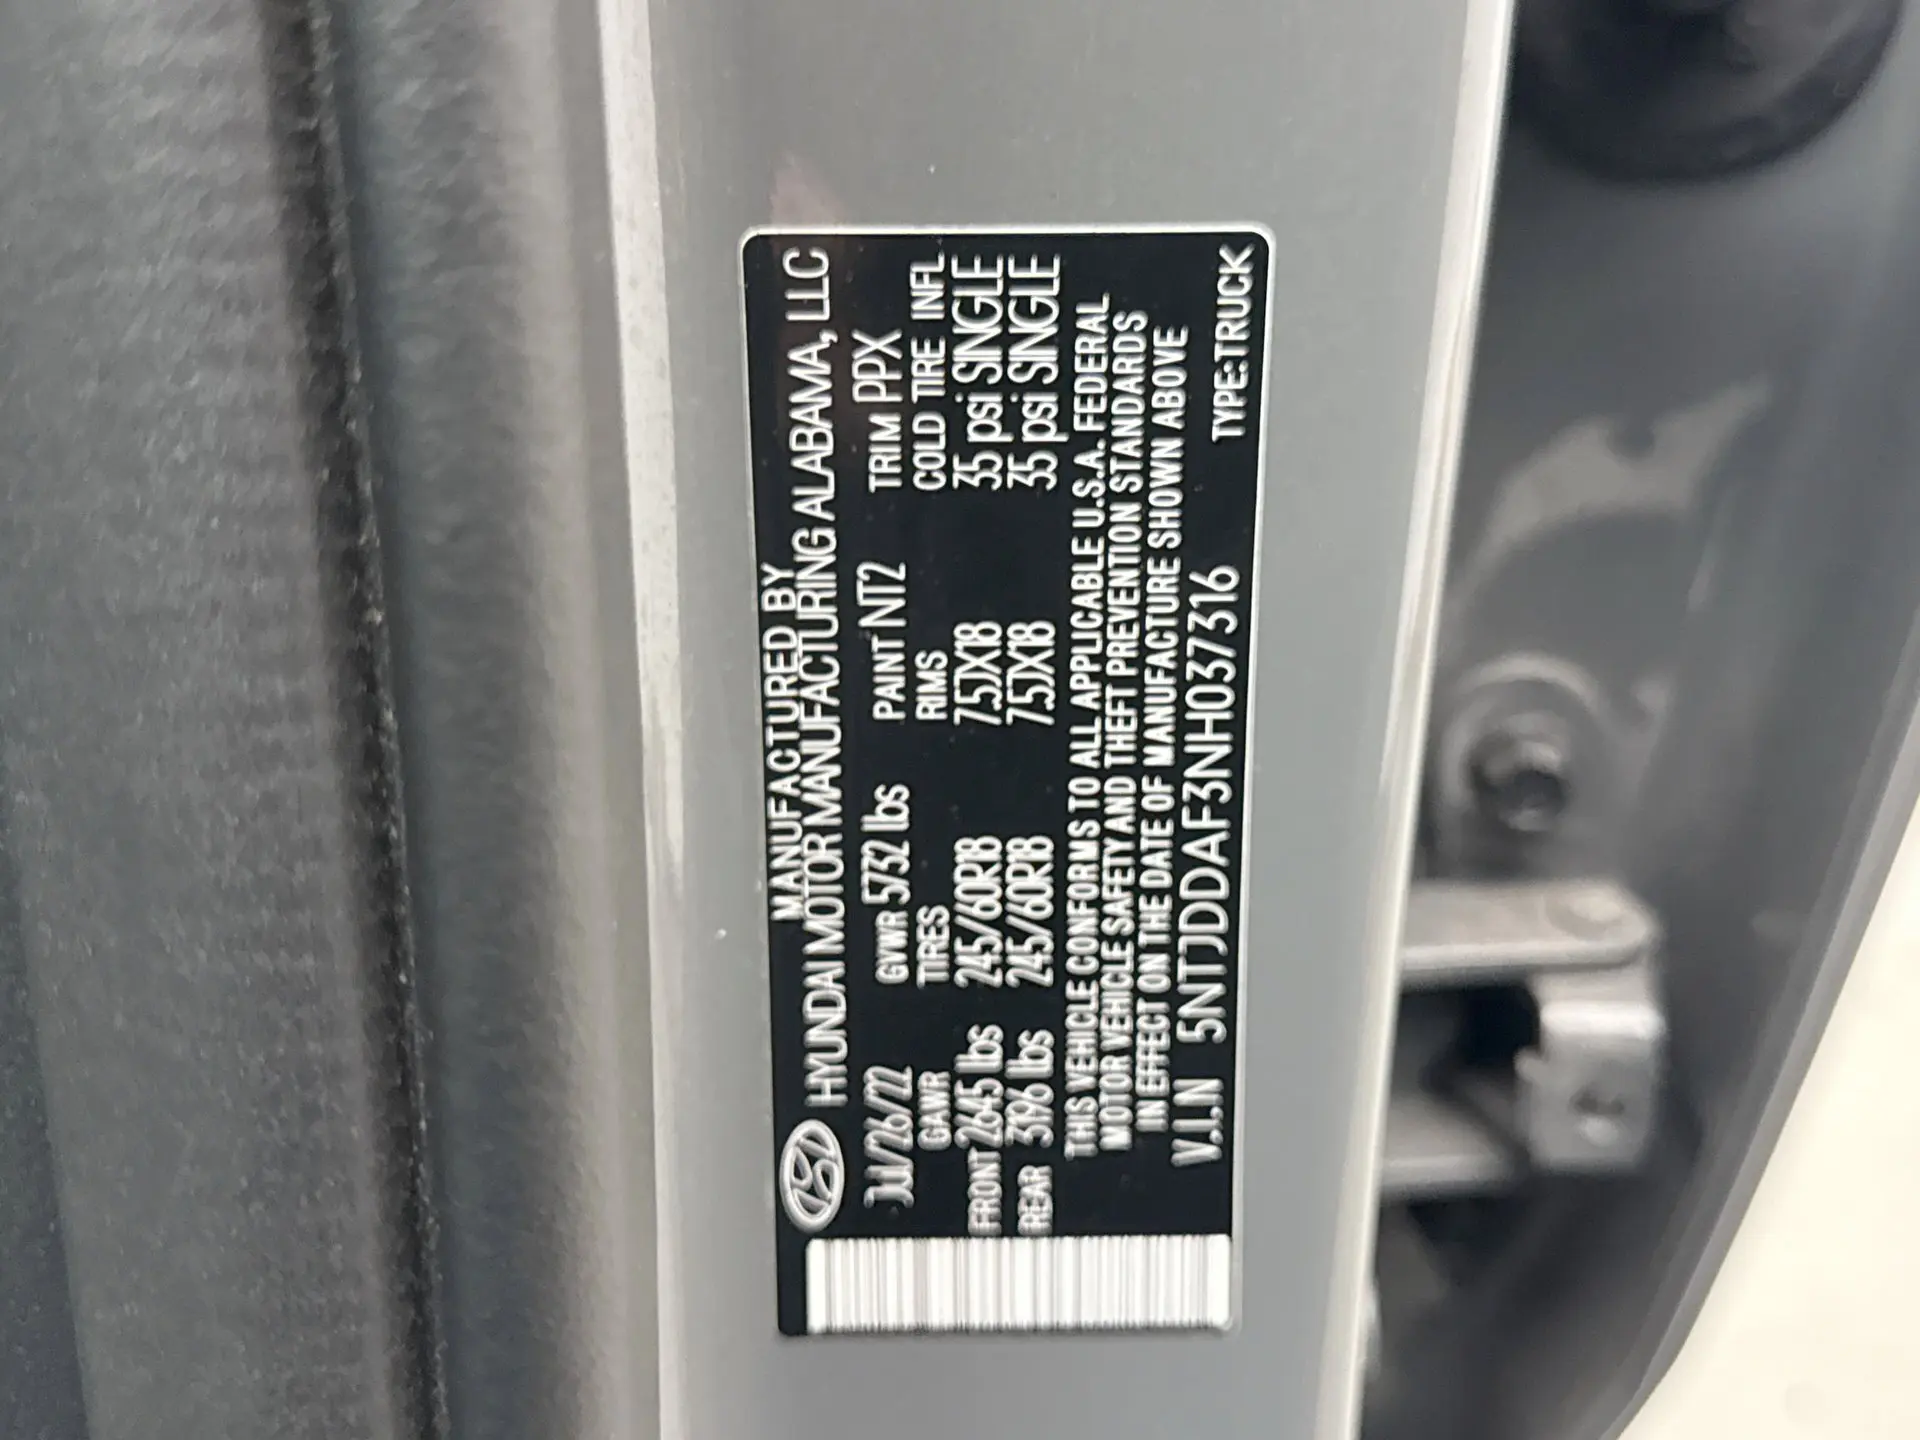 MANUFACTURED BY
HYUNDAI MOTOR MANUFACTURING ALABAMA, LLC
JUL/26/22 GVWR 5732 lbs PAINT NT2 TRIM PPX
GAWR TIRES RIMS COLD TIRE INFL
FRONT 2645 lbs 245/60R18 7.5JX18 35 psi SINGLE
REAR 3196 lbs 245/60R18 7.5JX18 35 psi SINGLE
THIS VEHICLE CONFORMS TO ALL APPLICABLE U.S.A. FEDERAL
MOTOR VEHICLE SAFETY AND THEFT PREVENTION STANDARDS
IN EFFECT ON THE DATE OF MANUFACTURE SHOWN ABOVE
V.I.N 5NTJDDAF3NH037316 TYPE:TRUCK